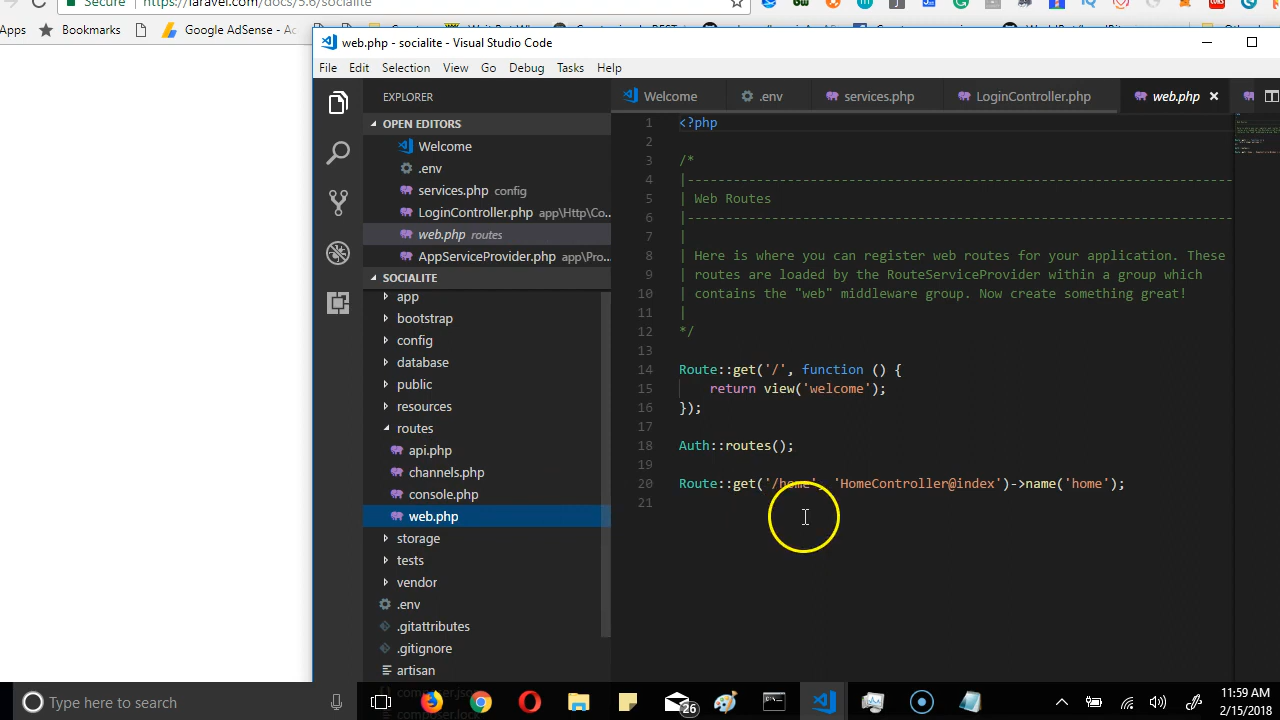 Secure
https://laravel.com/docs/5.6/socialite
Apps
Bookmarks
Google AdSense - Ac
web.php - socialite - Visual Studio Code
File Edit Selection View Go Debug Tasks Help
EXPLORER
OPEN EDITORS
Welcome
.env
services.php config
LoginController.php app\Http\Co...
web.php routes
AppServiceProvider.php app\Pro...
SOCIALITE
app
bootstrap
config
database
public
resources
routes
api.php
channels.php
console.php
web.php
storage
tests
vendor
.env
.gitattributes
.gitignore
artisan
composer.json
composer.lock
Welcome .env services.php LoginController.php web.php
1 <?php
2
3 /*
4 |--------------------------------------------------------------------------
5 | Web Routes
6 |--------------------------------------------------------------------------
7 |
8 | Here is where you can register web routes for your application. These
9 | routes are loaded by the RouteServiceProvider within a group which
10 | contains the "web" middleware group. Now create something great!
11 |
12 */
13
14 Route::get('/', function () {
15 return view('welcome');
16 });
17
18 Auth::routes();
19
20 Route::get('/home', 'HomeController@index')->name('home');
21
Type here to search
26
11:59 AM
2/15/2018